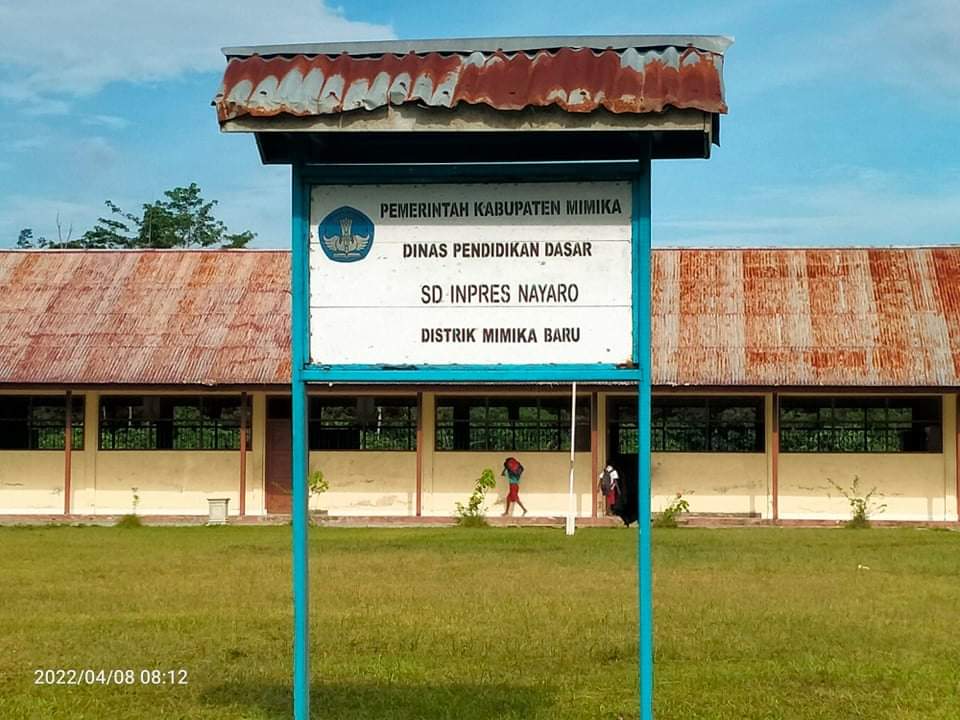 PEMERINTAH KABUPATEN MIMIKA
DINAS PENDIDIKAN DASAR
SD INPRES NAYARO
DISTRIK MIMIKA BARU
2022/04/08 08:12